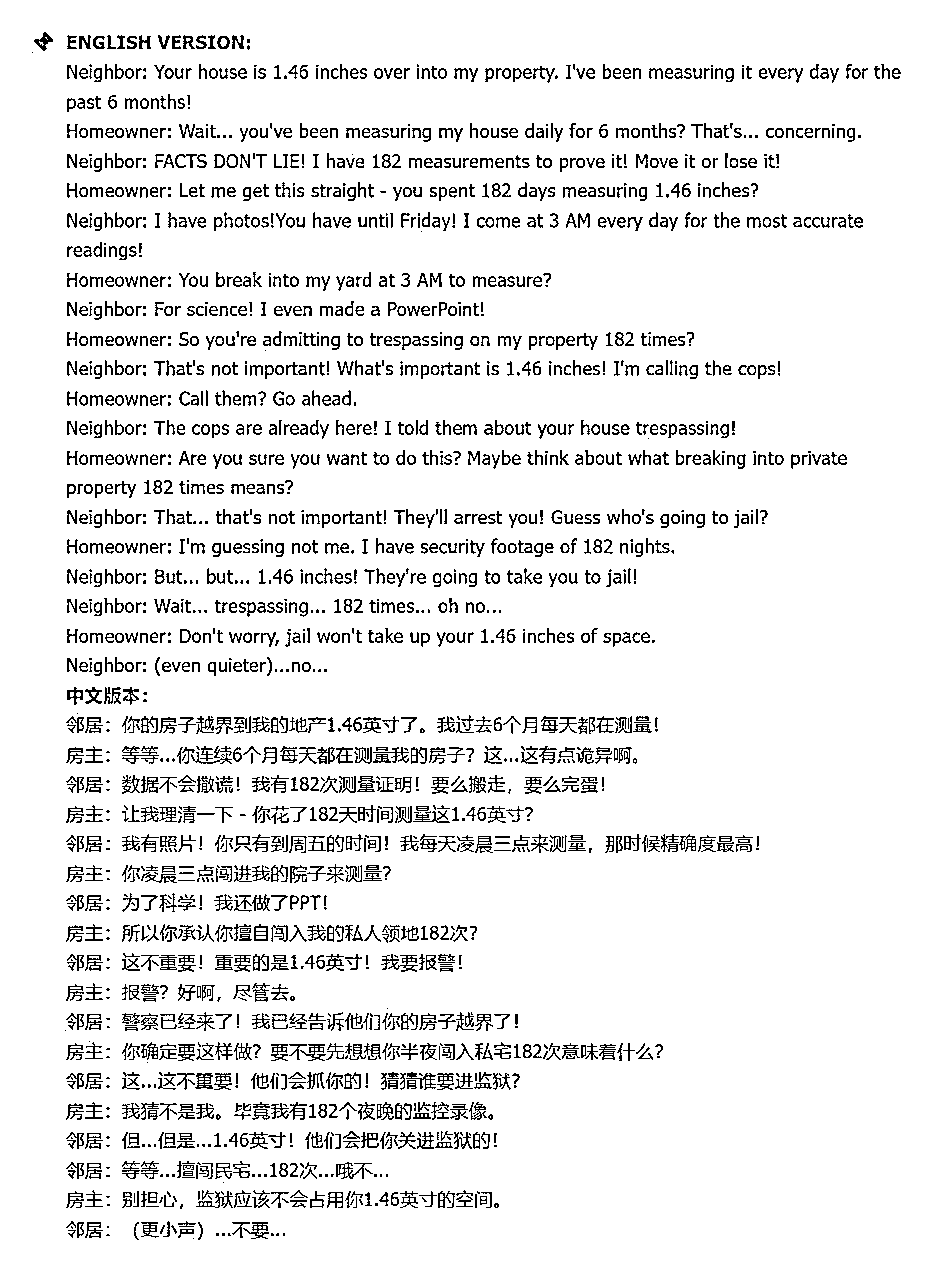 ENGLISH VERSION:
Neighbor: Your house is 1.46 inches over into my property. I've been measuring it every day for the
past 6 months!
Homeowner: Wait... you've been measuring my house daily for 6 months? That's... concerning.
Neighbor: FACTS DON'T LIE! I have 182 measurements to prove it! Move it or lose it!
Homeowner: Let me get this straight - you spent 182 days measuring 1.46 inches?
Neighbor: I have photos!You have until Friday! I come at 3 AM every day for the most accurate
readings!
Homeowner: You break into my yard at 3 AM to measure?
Neighbor: For science! I even made a PowerPoint!
Homeowner: So you're admitting to trespassing on my property 182 times?
Neighbor: That's not important! What's important is 1.46 inches! I'm calling the cops!
Homeowner: Call them? Go ahead.
Neighbor: The cops are already here! I told them about your house trespassing!
Homeowner: Are you sure you want to do this? Maybe think about what breaking into private
property 182 times means?
Neighbor: That... that's not important! They'll arrest you! Guess who's going to jail?
Homeowner: I'm guessing not me. I have security footage of 182 nights.
Neighbor: But... but... 1.46 inches! They're going to take you to jail!
Neighbor: Wait... trespassing... 182 times... oh no...
Homeowner: Don't worry, jail won't take up your 1.46 inches of space.
Neighbor: (even quieter)...no...
中文版本：
邻居：你的房子越界到我的地产1.46英寸了。我过去6个月每天都在测量！
房主：等等...你连续6个月每天都在测量我的房子？这...这有点诡异啊。
邻居：数据不会撒谎！我有182次测量证明！要么搬走，要么完蛋！
房主：让我理清一下 - 你花了182天时间测量这1.46英寸？
邻居：我有照片！你只有到周五的时间！我每天凌晨三点来测量，那时候精确度最高！
房主：你凌晨三点闯进我的院子来测量？
邻居：为了科学！我还做了PPT！
房主：所以你承认你擅自闯入我的私人领地182次？
邻居：这不重要！重要的是1.46英寸！我要报警！
房主：报警？好啊，尽管去。
邻居：警察已经来了！我已经告诉他们你的房子越界了！
房主：你确定要这样做？要不要先想想你半夜闯入私宅182次意味着什么？
邻居：这...这不重要！他们会抓你的！猜猜谁要进监狱？
房主：我猜不是我。毕竟我有182个夜晚的监控录像。
邻居：但...但是...1.46英寸！他们会把你关进监狱的！
邻居：等等...擅闯民宅...182次...哦不...
房主：别担心，监狱应该不会占用你1.46英寸的空间。
邻居：（更小声）...不要...